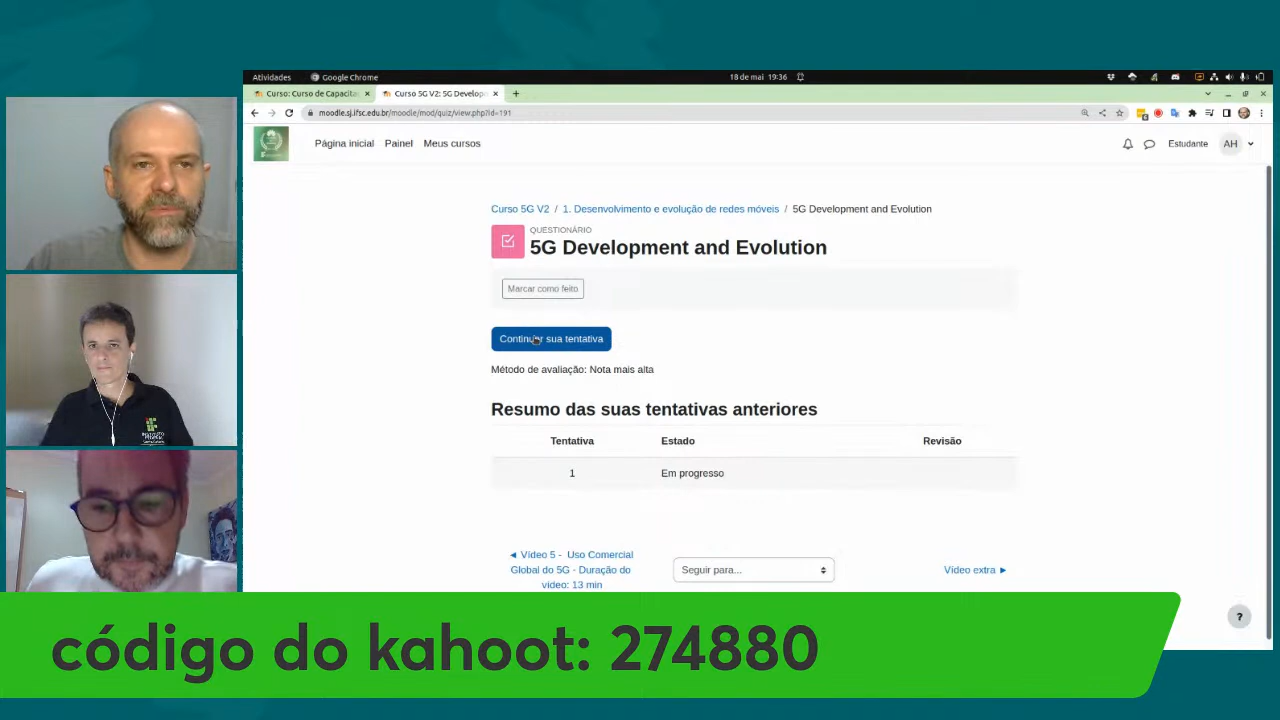 Atividades
Google Chrome
18 de mai 19:36
Curso: Curso de Capacita
Curso 5G V2: 5G Develop
moodle.sj.ifsc.edu.br/moodle/mod/quiz/view.php?id=191
Página inicial
Painel
Meus cursos
Estudante
AH
Curso 5G V2 / 1. Desenvolvimento e evolução de redes móveis / 5G Development and Evolution
QUESTIONÁRIO
5G Development and Evolution
Marcar como feito
Continuar sua tentativa
Método de avaliação: Nota mais alta
Resumo das suas tentativas anteriores
Tentativa Estado Revisão
1 Em progresso
◄ Vídeo 5 - Uso Comercial
Global do 5G - Duração do
vídeo: 13 min
Seguir para...
Vídeo extra ►
?
INSTITUTO
FEDERAL
código do kahoot: 274880